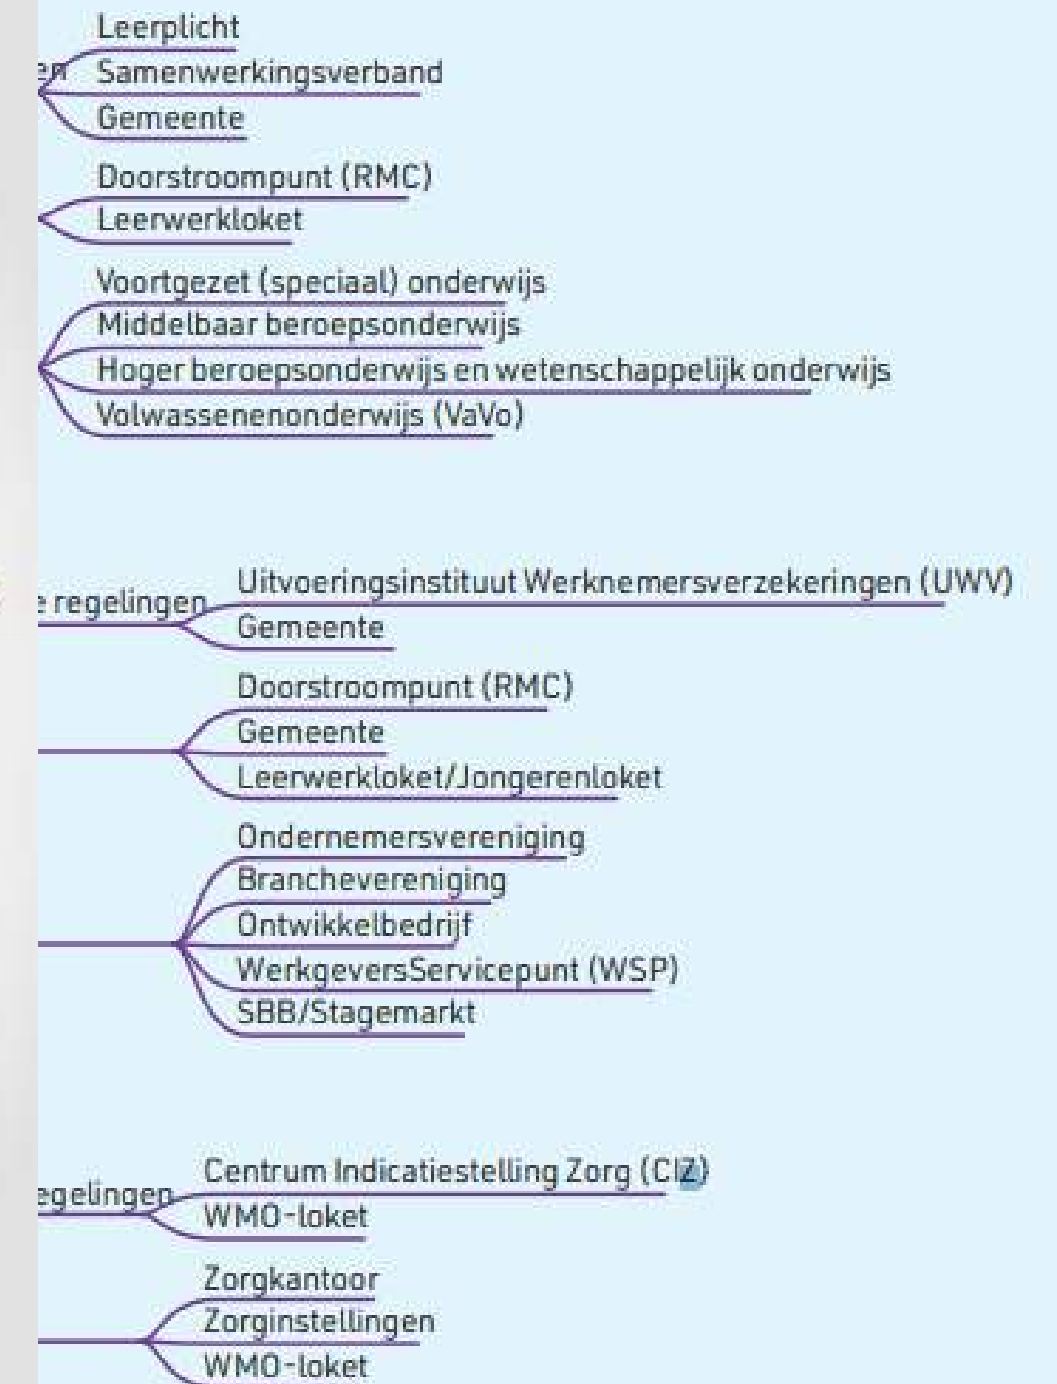 Leerplicht
en Samenwerkingsverband
Gemeente
Doorstroompunt (RMC)
Leerwerkloket
Voortgezet (speciaal) onderwijs
Middelbaar beroepsonderwijs
Hoger beroepsonderwijs en wetenschappelijk onderwijs
Volwassenenonderwijs (VaVo)
Uitvoeringsinstituut Werknemersverzekeringen (UWV)
e regelingen
Gemeente
Doorstroompunt (RMC)
Gemeente
Leerwerkloket/Jongerenloket
Ondernemersvereniging
Branchevereniging
Ontwikkelbedrijf
WerkgeversServicepunt (WSP)
SBB/Stagemarkt
Centrum Indicatiestelling Zorg (CIZ)
egelingen
WMO-loket
Zorgkantoor
Zorginstellingen
WMO-loket